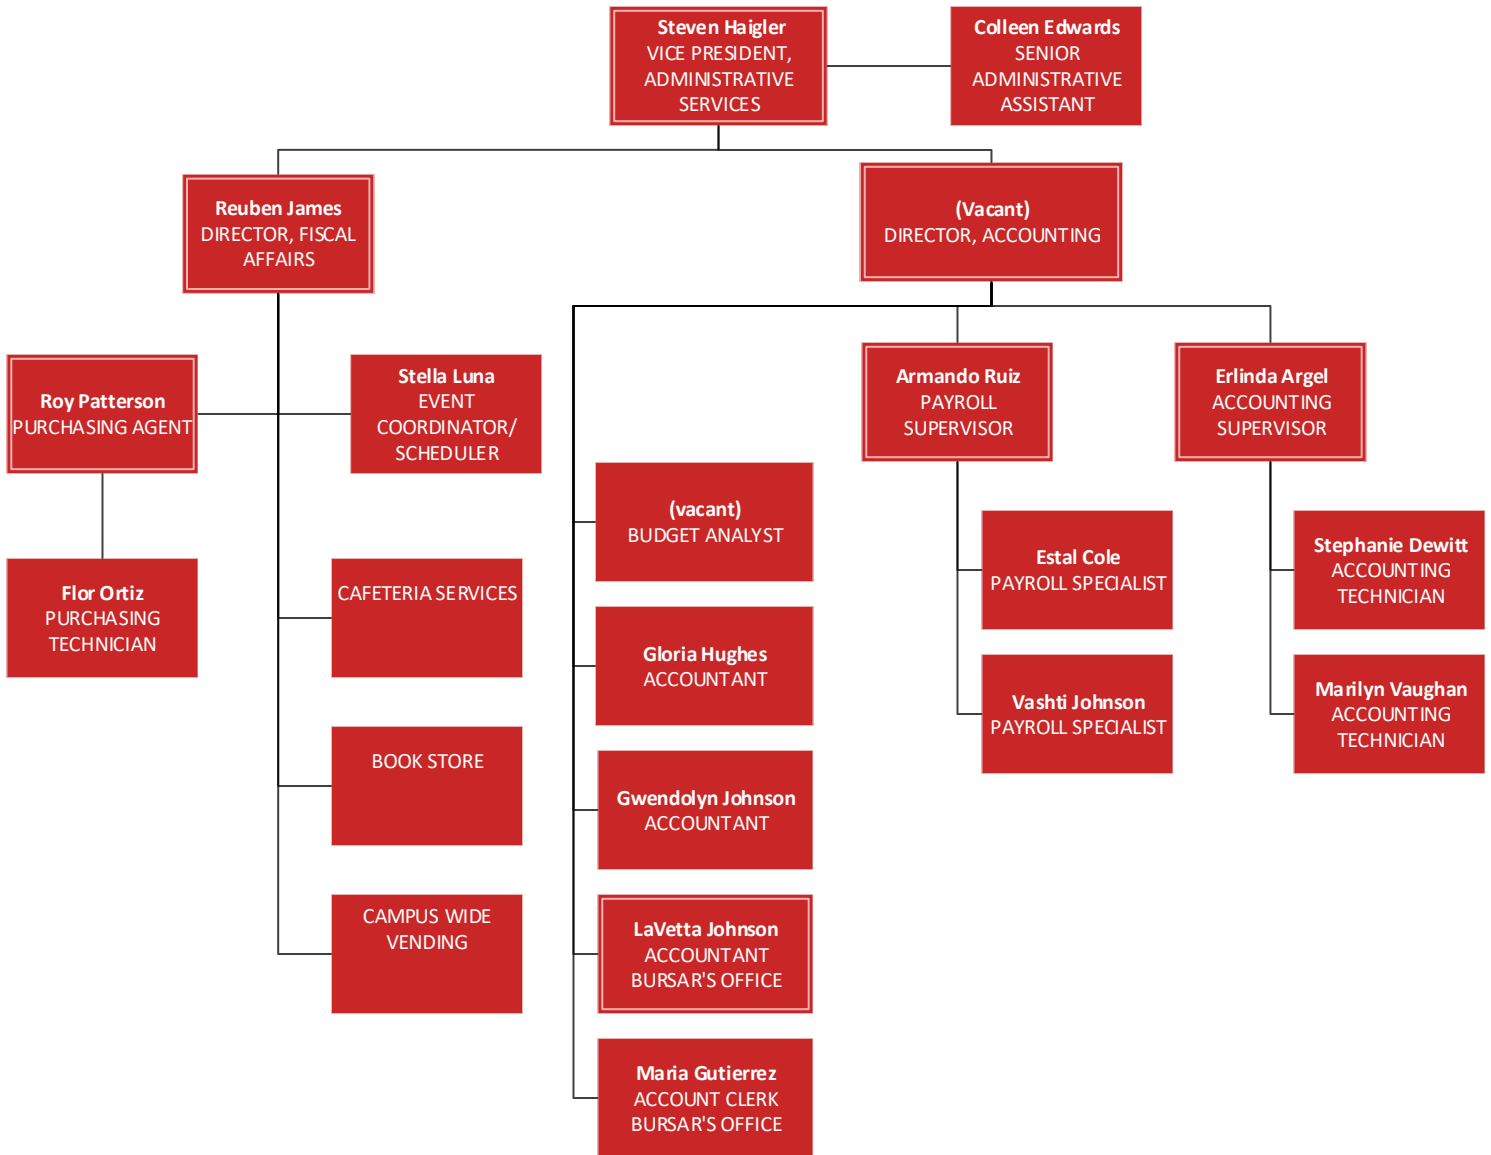 Steven Haigler
VICE PRESIDENT,
ADMINISTRATIVE
SERVICES
Colleen Edwards
SENIOR
ADMINISTRATIVE
ASSISTANT
Reuben James
DIRECTOR, FISCAL
AFFAIRS
(Vacant)
DIRECTOR, ACCOUNTING
Roy Patterson
PURCHASING AGENT
Stella Luna
EVENT
COORDINATOR/
SCHEDULER
Flor Ortiz
PURCHASING
TECHNICIAN
CAFETERIA SERVICES
BOOK STORE
CAMPUS WIDE
VENDING
(vacant)
BUDGET ANALYST
Gloria Hughes
ACCOUNTANT
Gwendolyn Johnson
ACCOUNTANT
LaVetta Johnson
ACCOUNTANT
BURSAR'S OFFICE
Maria Gutierrez
ACCOUNT CLERK
BURSAR'S OFFICE
Armando Ruiz
PAYROLL
SUPERVISOR
Estal Cole
PAYROLL SPECIALIST
Vashti Johnson
PAYROLL SPECIALIST
Erlinda Argel
ACCOUNTING
SUPERVISOR
Stephanie Dewitt
ACCOUNTING
TECHNICIAN
Marilyn Vaughan
ACCOUNTING
TECHNICIAN